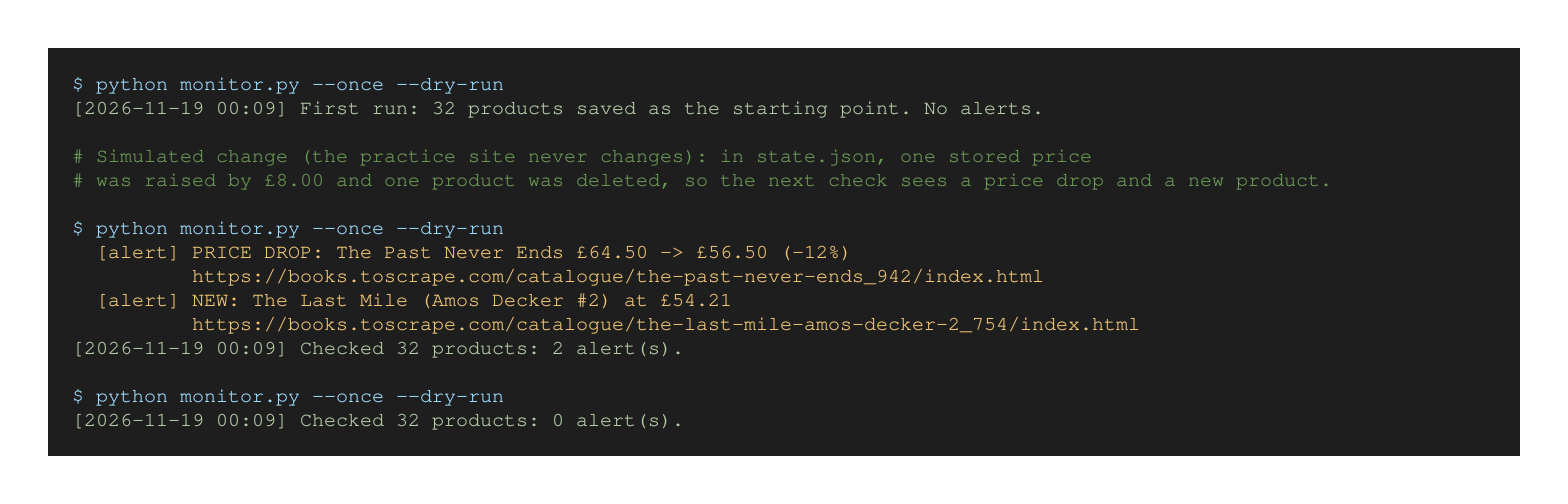 $ python monitor.py --once --dry-run
[2026-11-19 00:09] First run: 32 products saved as the starting point. No alerts.
# Simulated change (the practice site never changes): in state.json, one stored price
# was raised by £8.00 and one product was deleted, so the next check sees a price drop and a new product.
$ python monitor.py --once --dry-run
[alert] PRICE DROP: The Past Never Ends £64.50 -> £56.50 (-12%)
https://books.toscrape.com/catalogue/the-past-never-ends_942/index.html
[alert] NEW: The Last Mile (Amos Decker #2) at £54.21
https://books.toscrape.com/catalogue/the-last-mile-amos-decker-2_754/index.html
[2026-11-19 00:09] Checked 32 products: 2 alert(s).
$ python monitor.py --once --dry-run
[2026-11-19 00:09] Checked 32 products: 0 alert(s).